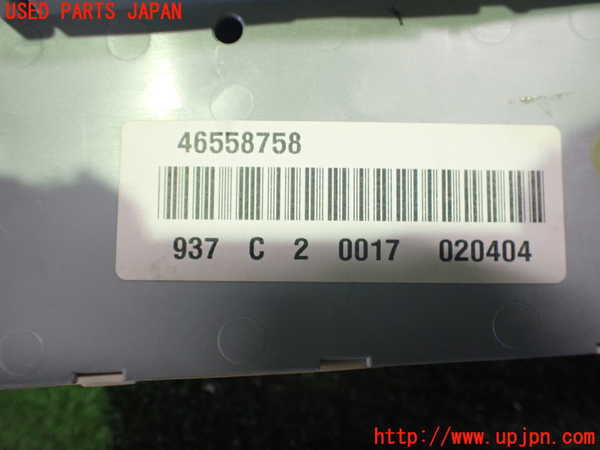 USED PARTS JAPAN
46558758
937 C 2 0017 020404
http://www.upjpn.com/